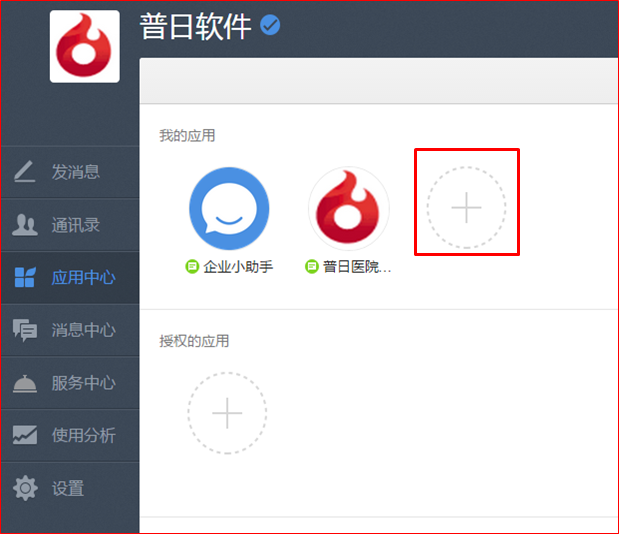 普日软件
我的应用
企业小助手
普日医院...
授权的应用
发消息
通讯录
应用中心
消息中心
服务中心
使用分析
设置